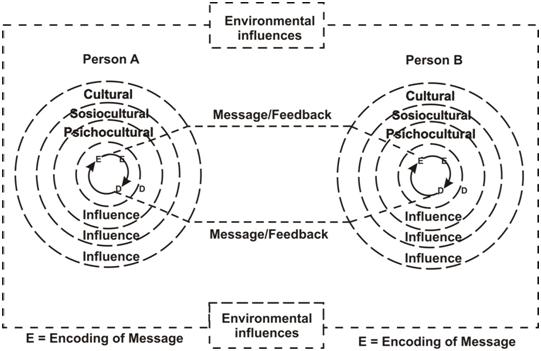 Environmental
influences
Person A
Person B
Cultural
Sosiocultural
Psichocultural
E E
D D
Influence
Influence
Influence
Message/Feedback
Message/Feedback
Cultural
Sosiocultural
Psichocultural
E E
D D
Influence
Influence
Influence
Environmental
influences
E = Encoding of Message
E = Encoding of Message